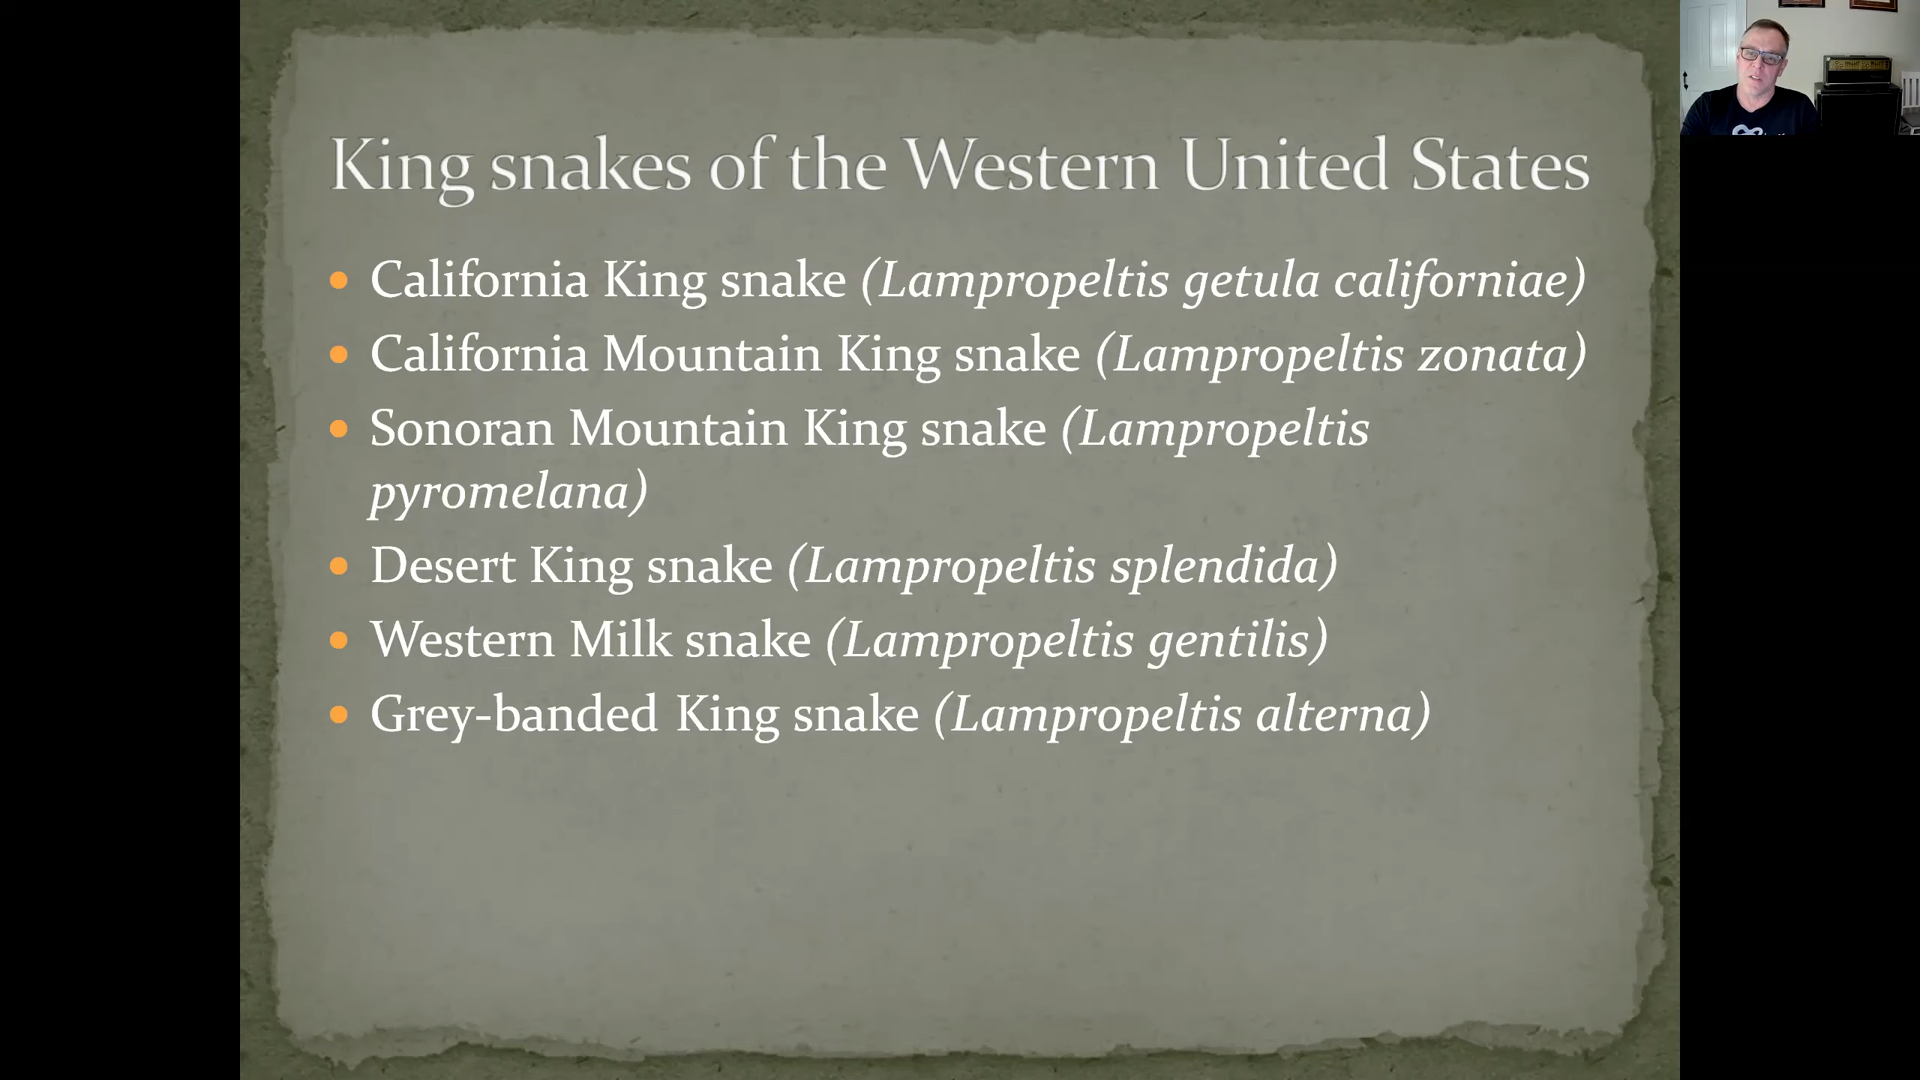 King snakes of the Western United States
• California King snake (Lampropeltis getula californiae)
• California Mountain King snake (Lampropeltis zonata)
• Sonoran Mountain King snake (Lampropeltis
pyromelana)
• Desert King snake (Lampropeltis splendida)
• Western Milk snake (Lampropeltis gentilis)
• Grey-banded King snake (Lampropeltis alterna)